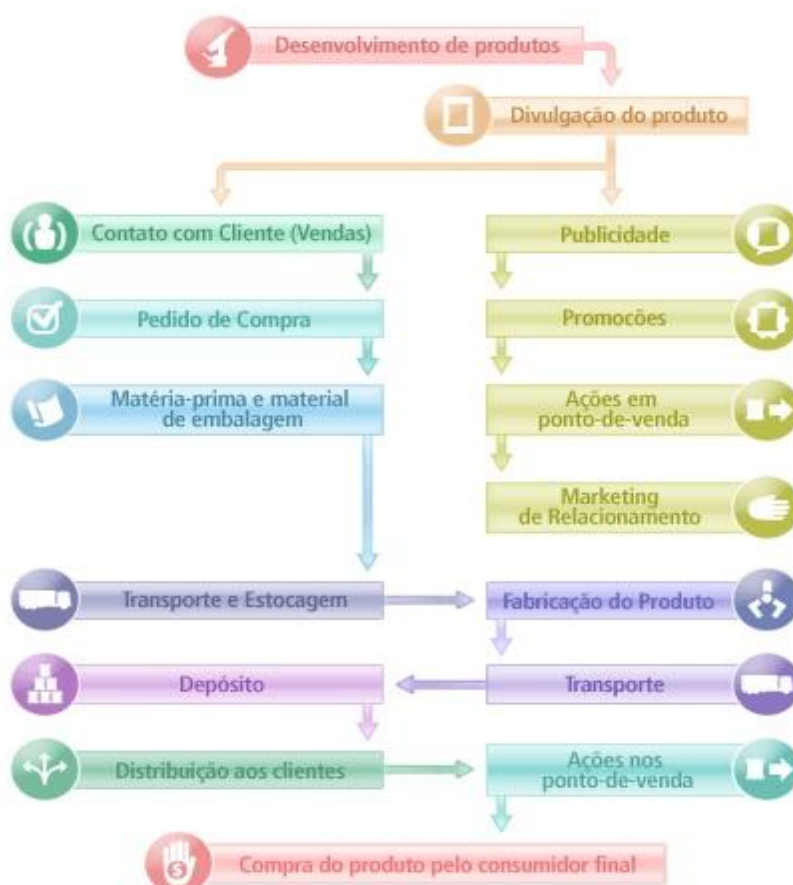 Desenvolvimento de produtos
Divulgação do produto
Contato com Cliente (Vendas)
Publicidade
Pedido de Compra
Promocões
Matéria-prima e material
de embalagem
Ações em
ponto-de-venda
Marketing
de Relacionamento
Transporte e Estocagem
Fabricação do Produto
Depósito
Transporte
Distribuição aos clientes
Ações nos
ponto-de-venda
Compra do produto pelo consumidor final